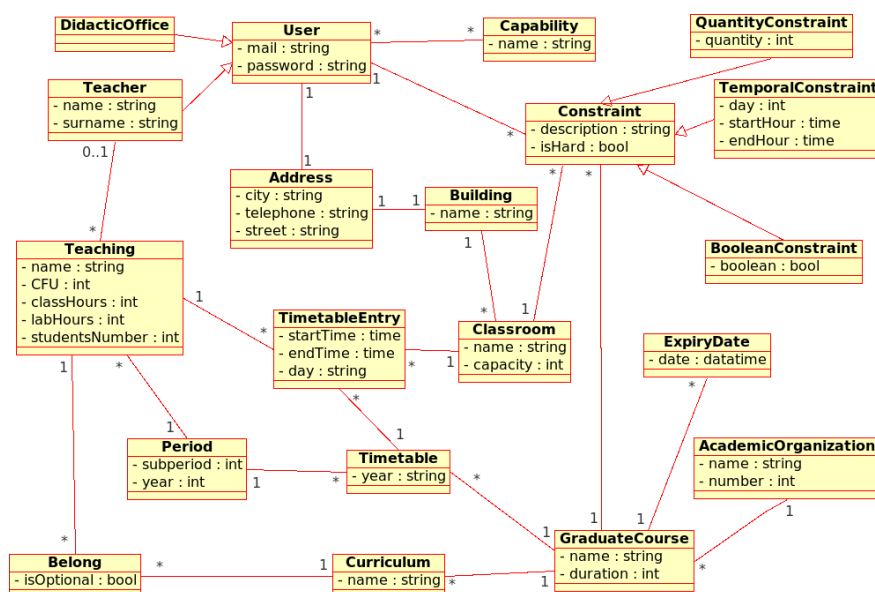 DidacticOffice
User
- mail : string
- password : string
Capability
- name : string
QuantityConstraint
- quantity : int
Teacher
- name : string
- surname : string
Constraint
- description : string
- isHard : bool
TemporalConstraint
- day : int
- startHour : time
- endHour : time
* *
1 1
*
0..1
1
* *
Address
- city : string
- telephone : string
- street : string
1 1
Building
- name : string
BooleanConstraint
- boolean : bool
*
Teaching
- name : string
- CFU : int
- classHours : int
- labHours : int
- studentsNumber : int
1
*
1
*
1
TimetableEntry
- startTime : time
- endTime : time
- day : string
* 1
Classroom
- name : string
- capacity : int
ExpiryDate
- date : datatime
1 *
*
*
1
1
Period
- subperiod : int
- year : int
1 *
Timetable
- year : string
*
AcademicOrganization
- name : string
- number : int
1
1 1
1
*
Belong
- isOptional : bool
* 1
Curriculum
- name : string
*
1
GraduateCourse
- name : string
- duration : int
*